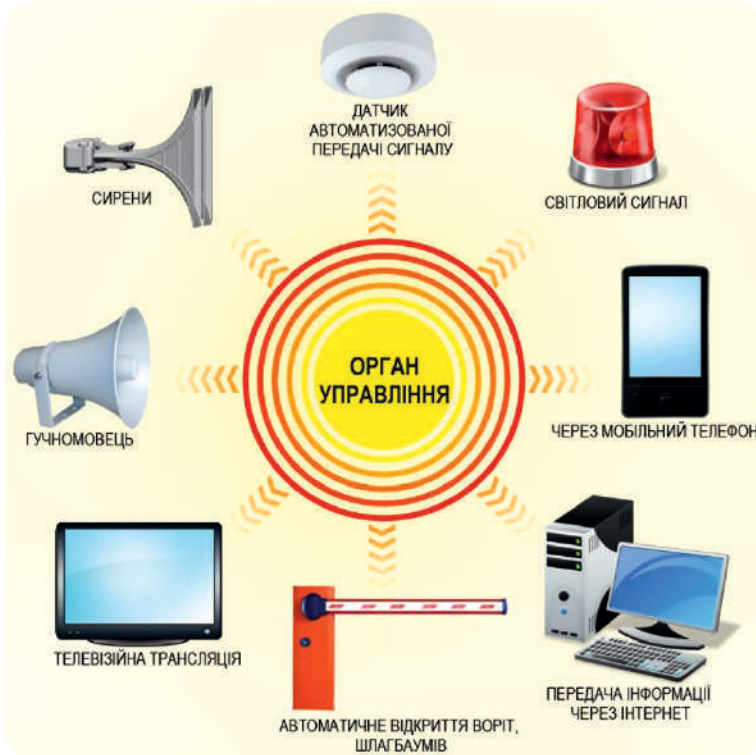 ДАТЧИК
АВТОМАТИЗОВАНОЇ
ПЕРЕДАЧІ СИГНАЛУ
СИРЕНИ
СВІТЛОВИЙ СИГНАЛ
ОРГАН
УПРАВЛІННЯ
ГУЧНОМОВЕЦЬ
ЧЕРЕЗ МОБІЛЬНИЙ ТЕЛЕФОН
ТЕЛЕВІЗІЙНА ТРАНСЛЯЦІЯ
АВТОМАТИЧНЕ ВІДКРИТТЯ ВОРІТ,
ШЛАГБАУМІВ
ПЕРЕДАЧА ІНФОРМАЦІЇ
ЧЕРЕЗ ІНТЕРНЕТ